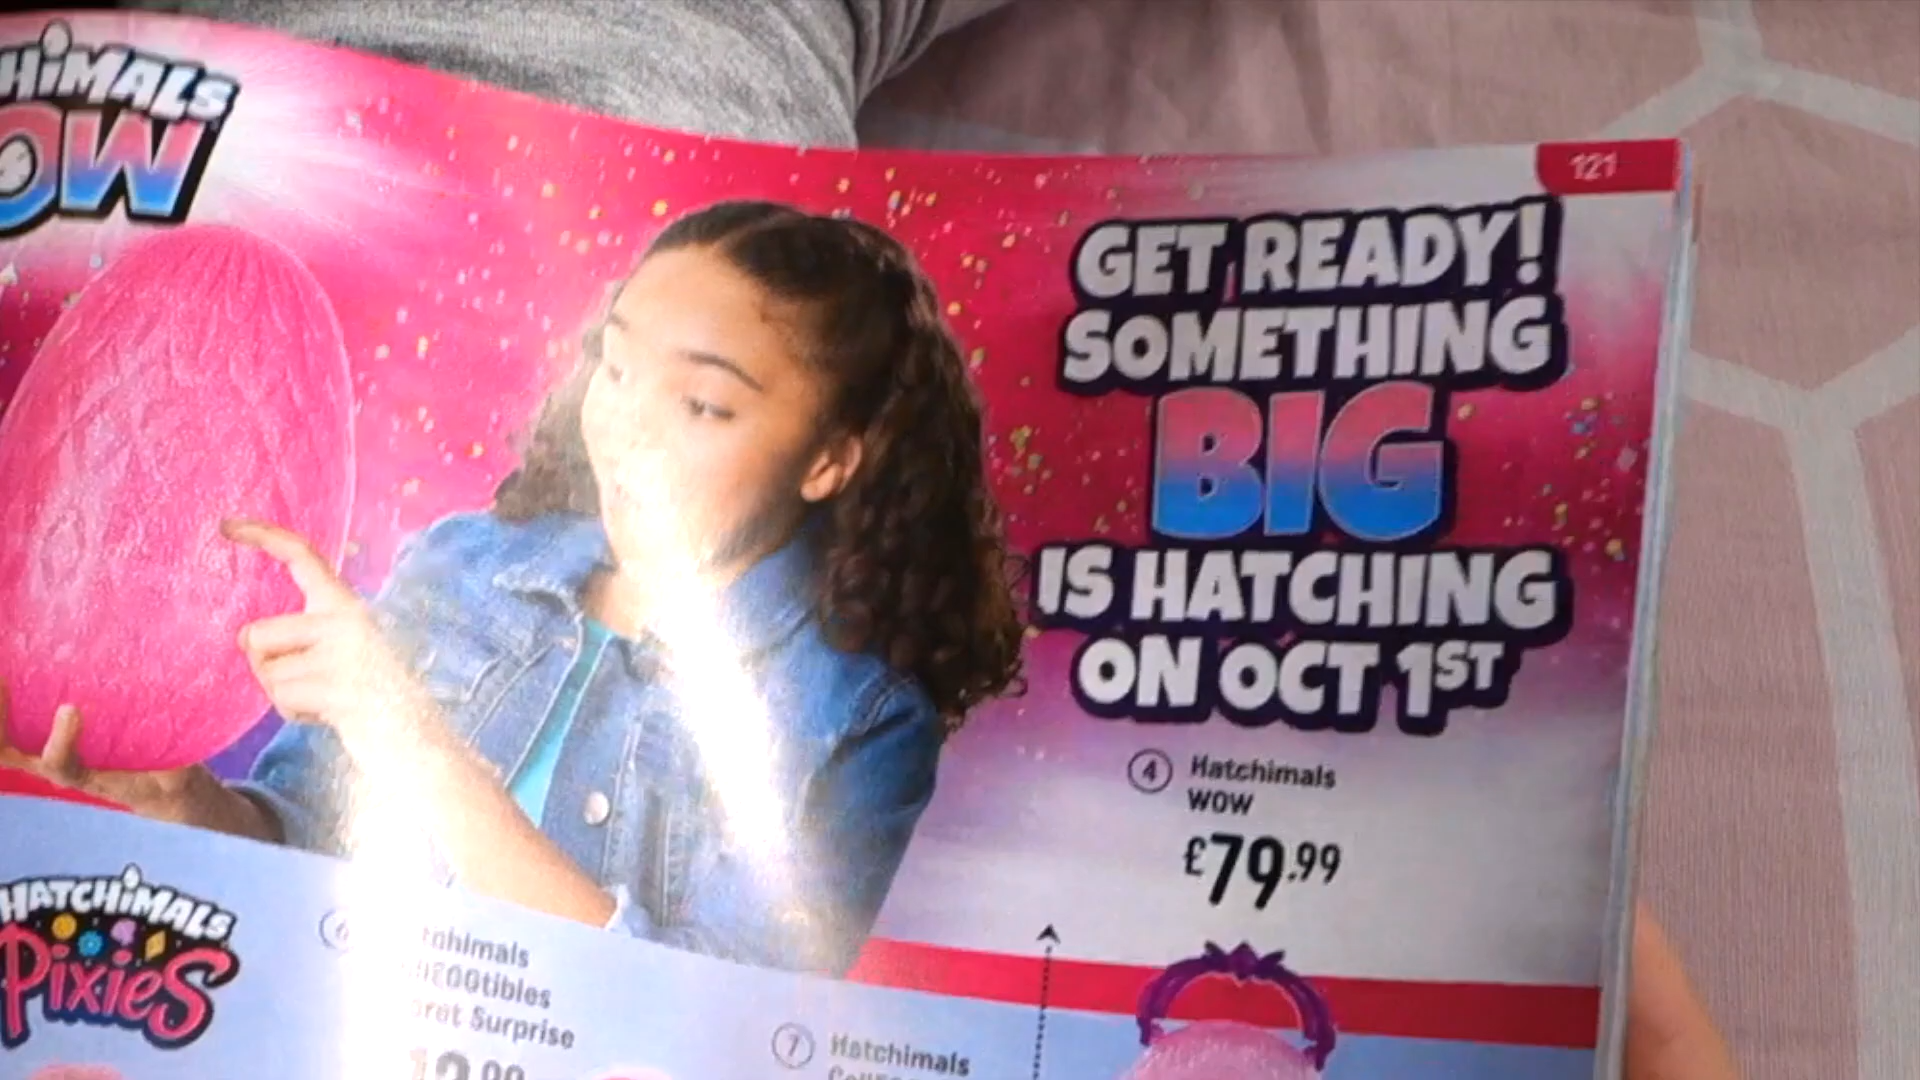 HIMALS
OW
121
GET READY!
SOMETHING
BIG
IS HATCHING
ON OCT 1ST
4 Hatchimals
WOW
£79.99
HATCHIMALS
PixieS
Surprise
7 Hatchimals